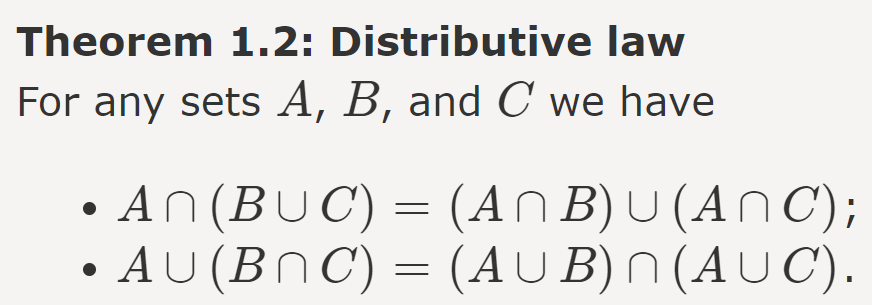 Theorem 1.2: Distributive law
For any sets A, B, and C we have
• A ∩ (B ∪ C) = (A ∩ B) ∪ (A ∩ C);
• A ∪ (B ∩ C) = (A ∪ B) ∩ (A ∪ C).